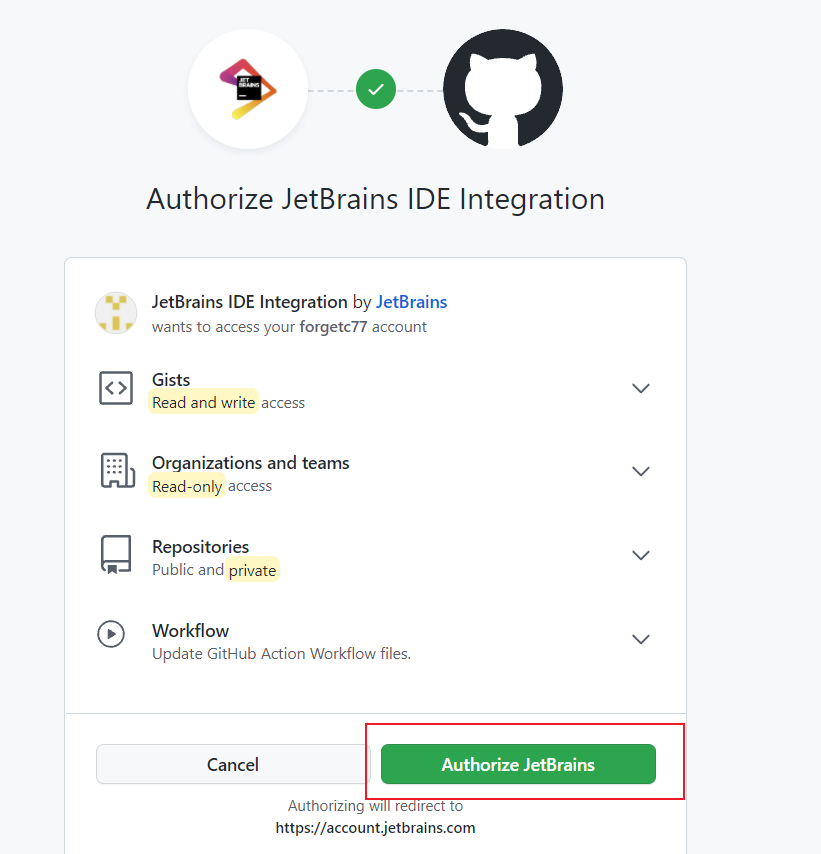 JET
BRAINS
Authorize JetBrains IDE Integration
JetBrains IDE Integration by JetBrains
wants to access your forgetc77 account
Gists
Read and write access
Organizations and teams
Read-only access
Repositories
Public and private
Workflow
Update GitHub Action Workflow files.
Cancel
Authorize JetBrains
Authorizing will redirect to
https://account.jetbrains.com